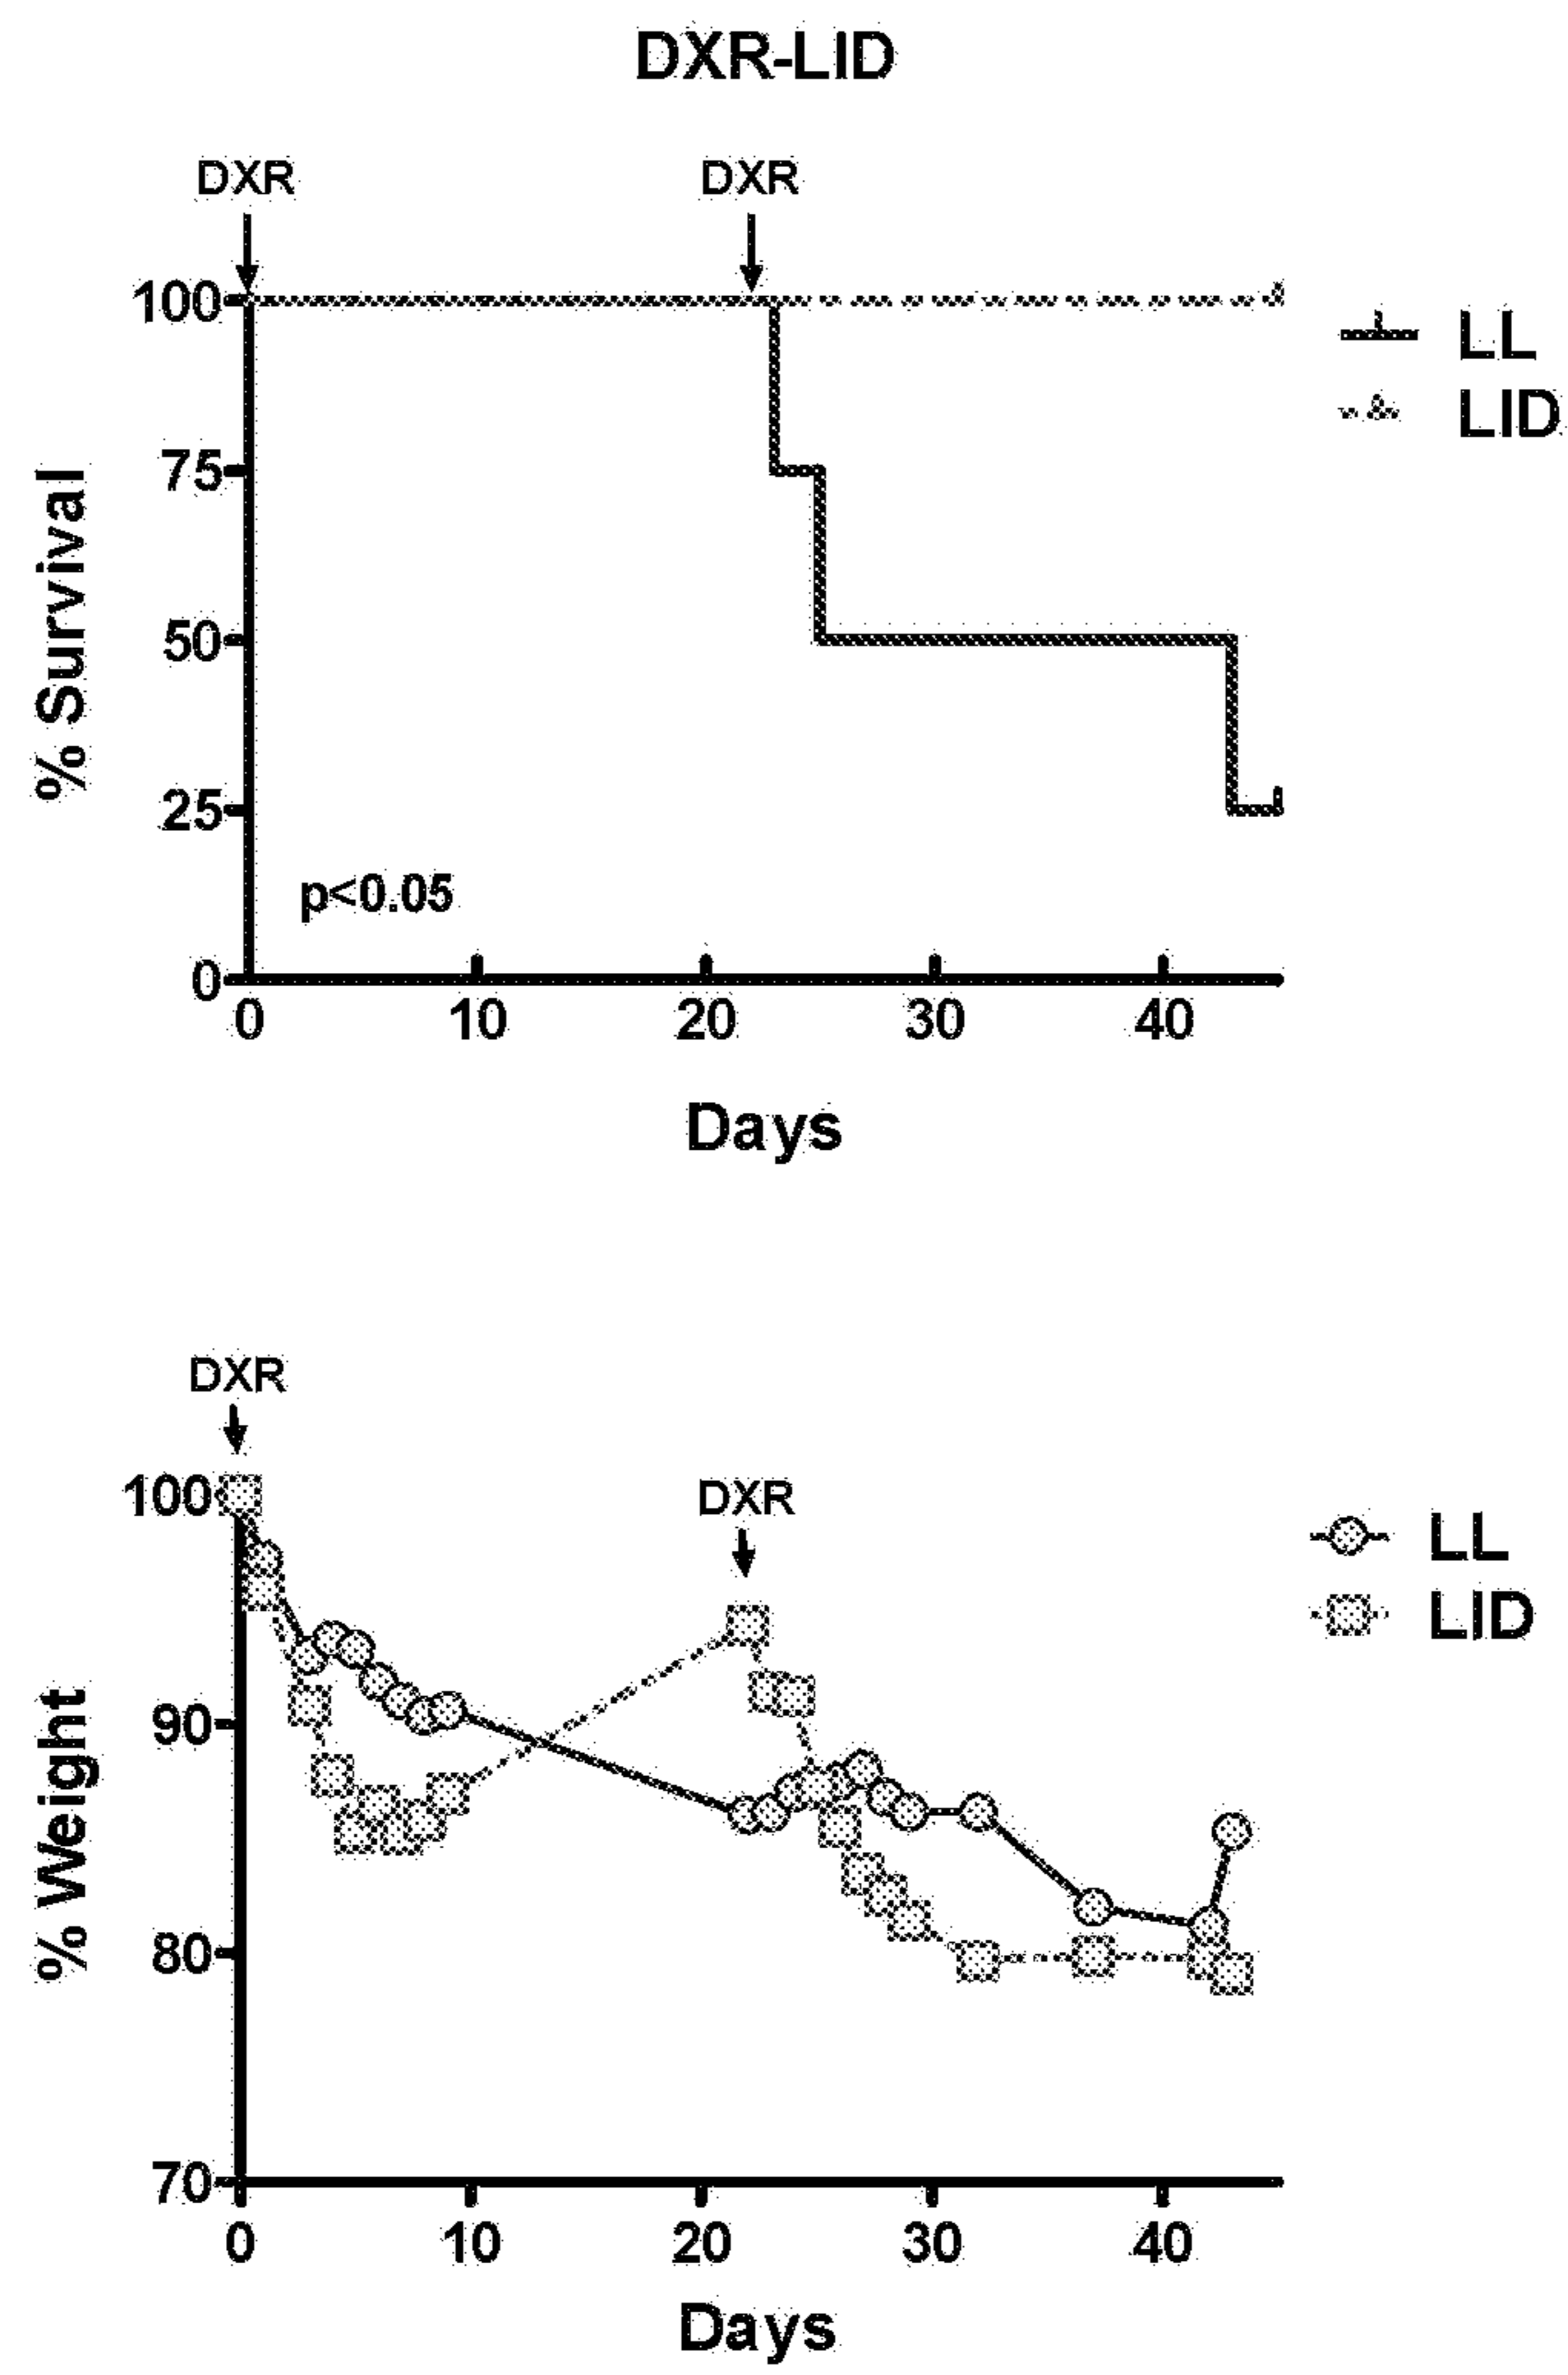 DXR-LID
DXR DXR
100
75
50
25
0
% Survival
p<0.05
0 10 20 30 40
Days
LL
LID
DXR
DXR
100
90
80
70
% Weight
0 10 20 30 40
Days
LL
LID